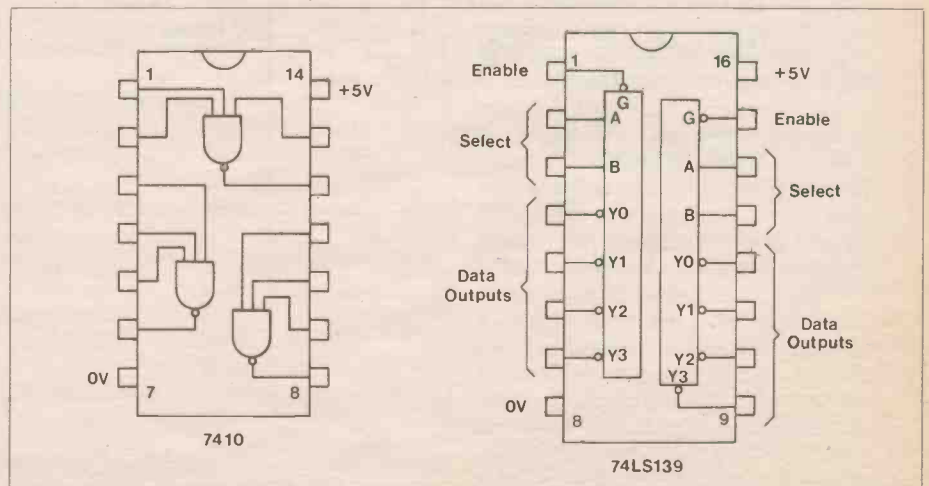 1
14
+5V
0V
7
8
7410
Enable
1
16
+5V
G
G
Enable
Select
A
A
Select
B
B
Y0
Y0
Data
Outputs
Y1
Y1
Data
Outputs
Y2
Y2
Y3
Y3
0V
8
9
74LS139